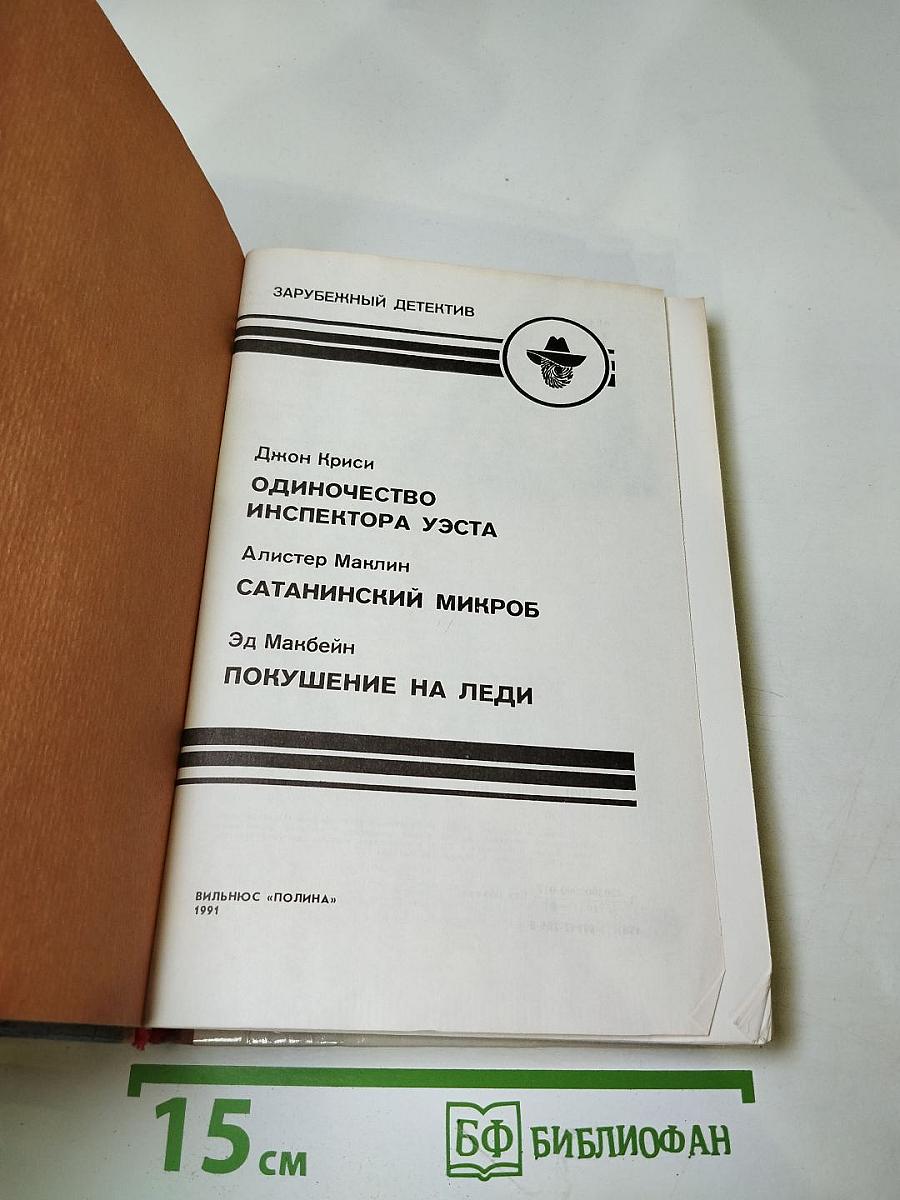 ЗАРУБЕЖНЫЙ ДЕТЕКТИВ
Джон Криси
ОДИНОЧЕСТВО
ИНСПЕКТОРА УЭСТА
Алистер Маклин
САТАНИНСКИЙ МИКРОБ
Эд Макбейн
ПОКУШЕНИЕ НА ЛЕДИ
ВИЛЬНЮС «ПОЛИНА»
1991
15 см
БФ БИБЛИОФАН